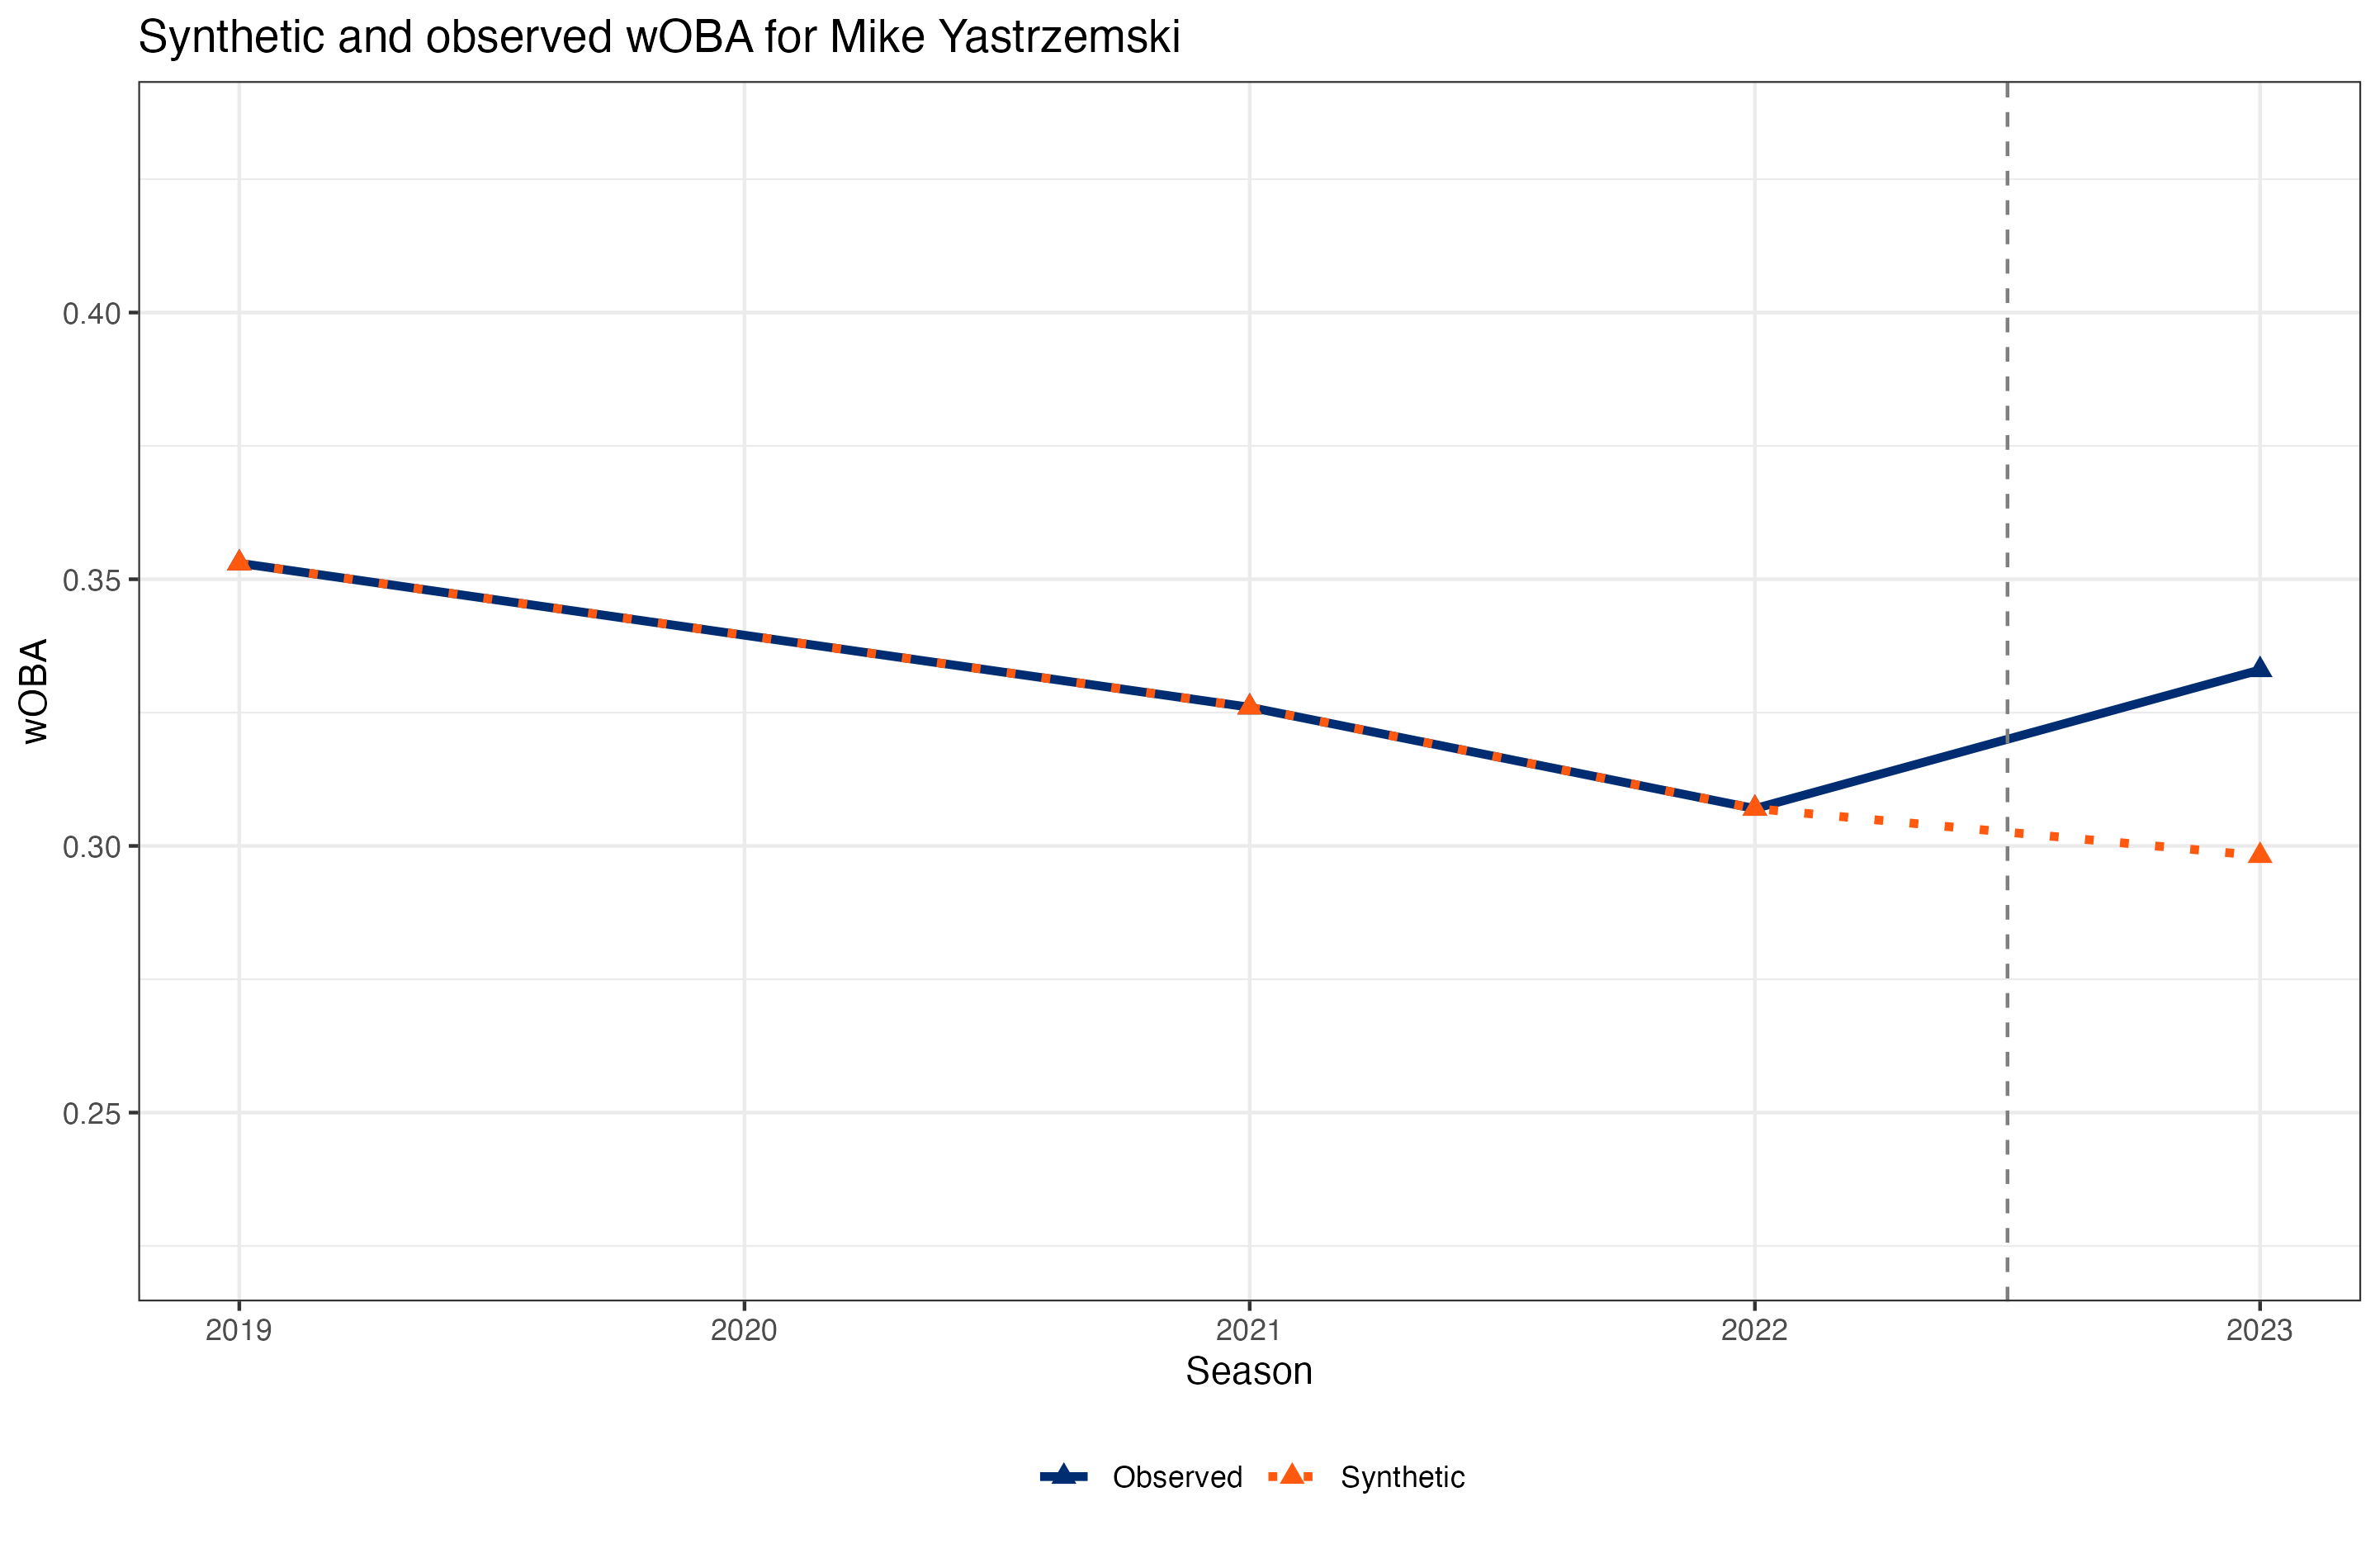 Synthetic and observed wOBA for Mike Yastrzemski
0.40
0.35
0.30
0.25
wOBA
2019 2020 2021 2022 2023
Season
Observed Synthetic